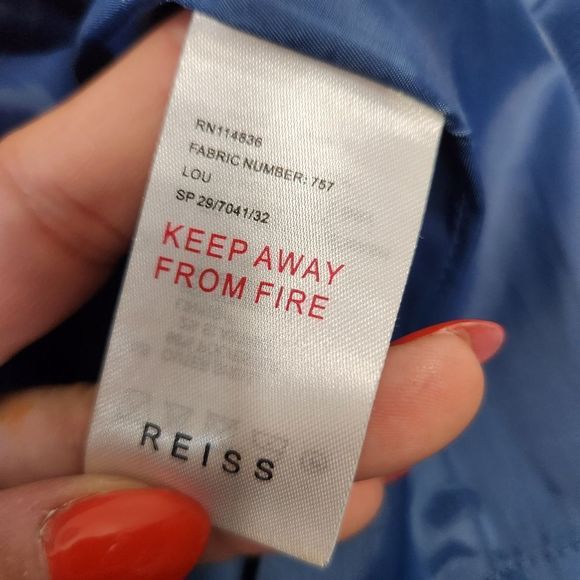 RN114636
FABRIC NUMBER: 757
LOU
SP 29/7041/32
KEEP AWAY
FROM FIRE
REISS